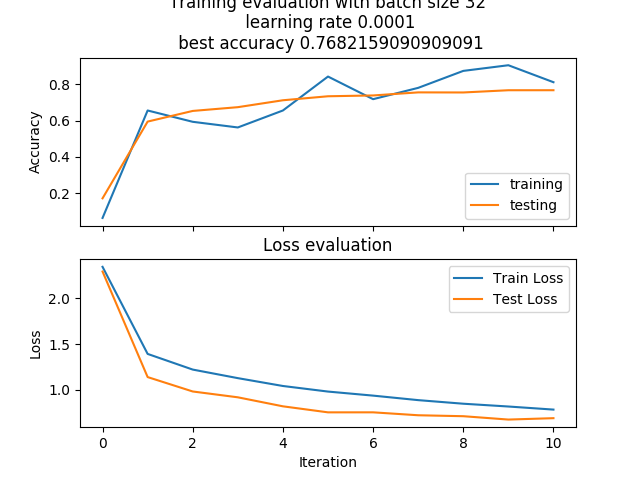 Training evaluation with batch size 32
learning rate 0.0001
best accuracy 0.7682159090909091
0.8
0.6
0.4
0.2
Accuracy
training
testing
Loss evaluation
2.0
1.5
1.0
Loss
Train Loss
Test Loss
0 2 4 6 8 10
Iteration